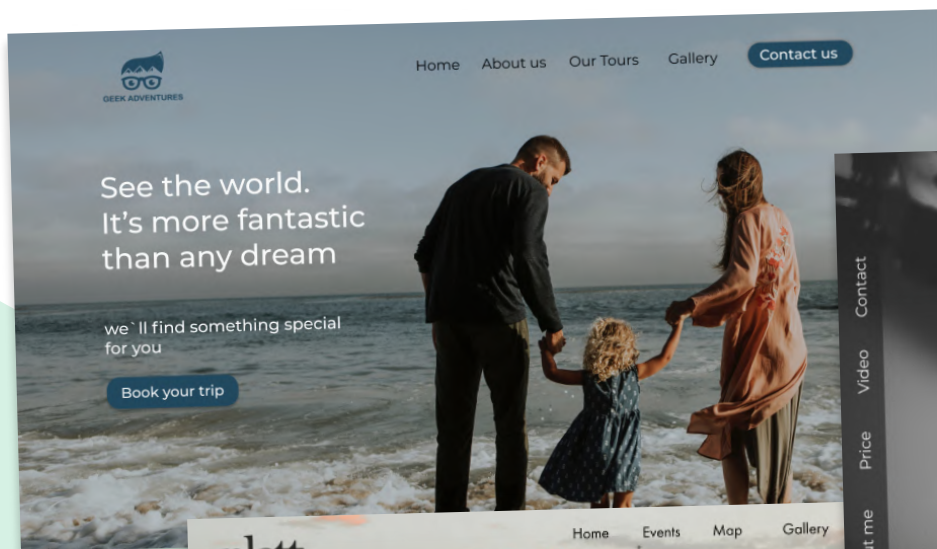 GEEK ADVENTURES
Home About us Our Tours Gallery Contact us
See the world.
It's more fantastic
than any dream
we`ll find something special
for you
Book your trip
Contact
Video
Price
Home Events Map Gallery